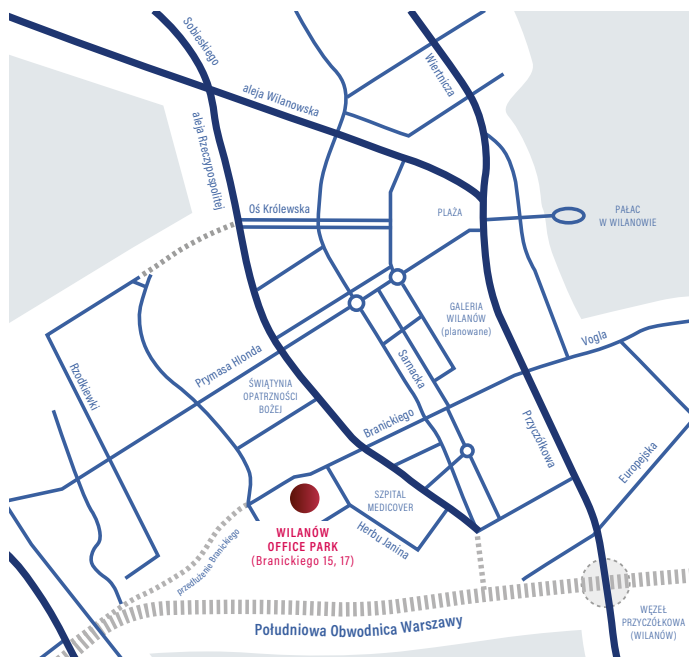 Sobieskiego
Wiertnicza
aleja Wilanowska
aleja Rzeczypospolitej
Oś Królewska
PLAŻA
PAŁAC
W WILANOWIE
GALERIA
WILANÓW
(planowane)
Vogla
Rzodkiewki
Prymasa Hlonda
Sarnacka
ŚWIĄTYNIA
OPATRZNOŚCI
BOŻEJ
Branickiego
Przyczółkowa
Europejska
SZPITAL
MEDICOVER
WILANÓW
OFFICE PARK
(Branickiego 15, 17)
Herbu Janina
przedłużenie Branickiego
WĘZEŁ
PRZYCZÓŁKOWA
(WILANÓW)
Południowa Obwodnica Warszawy